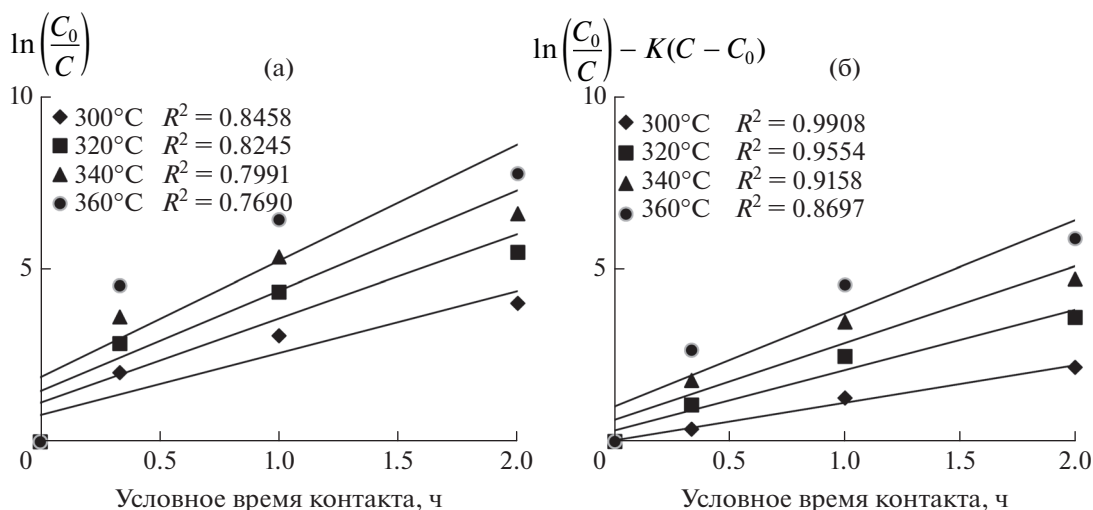 ln(C₀/C)
(а)
10
300°C R² = 0.8458
320°C R² = 0.8245
340°C R² = 0.7991
360°C R² = 0.7690
5
0 0.5 1.0 1.5 2.0
Условное время контакта, ч
ln(C₀/C) − K(C − C₀)
(б)
10
300°C R² = 0.9908
320°C R² = 0.9554
340°C R² = 0.9158
360°C R² = 0.8697
5
0 0.5 1.0 1.5 2.0
Условное время контакта, ч